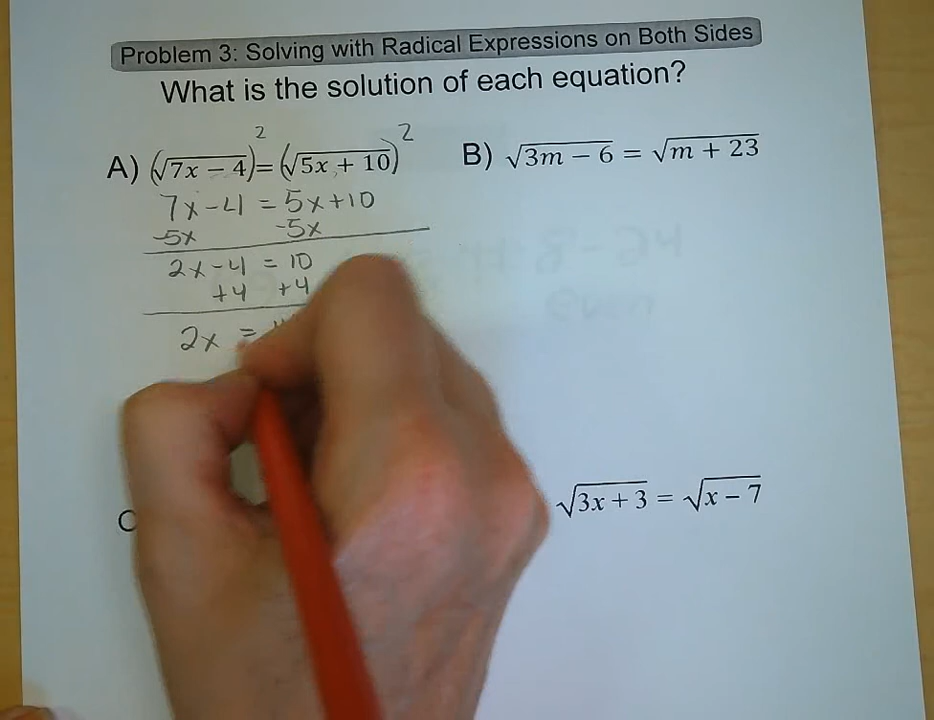 Problem 3: Solving with Radical Expressions on Both Sides
What is the solution of each equation?
A) (√7x − 4)² = (√5x + 10)²
7x-4 = 5x+10
-5x -5x
2x-4 = 10
+4 +4
2x =
B) √3m − 6 = √m + 23
C
√3x + 3 = √x − 7